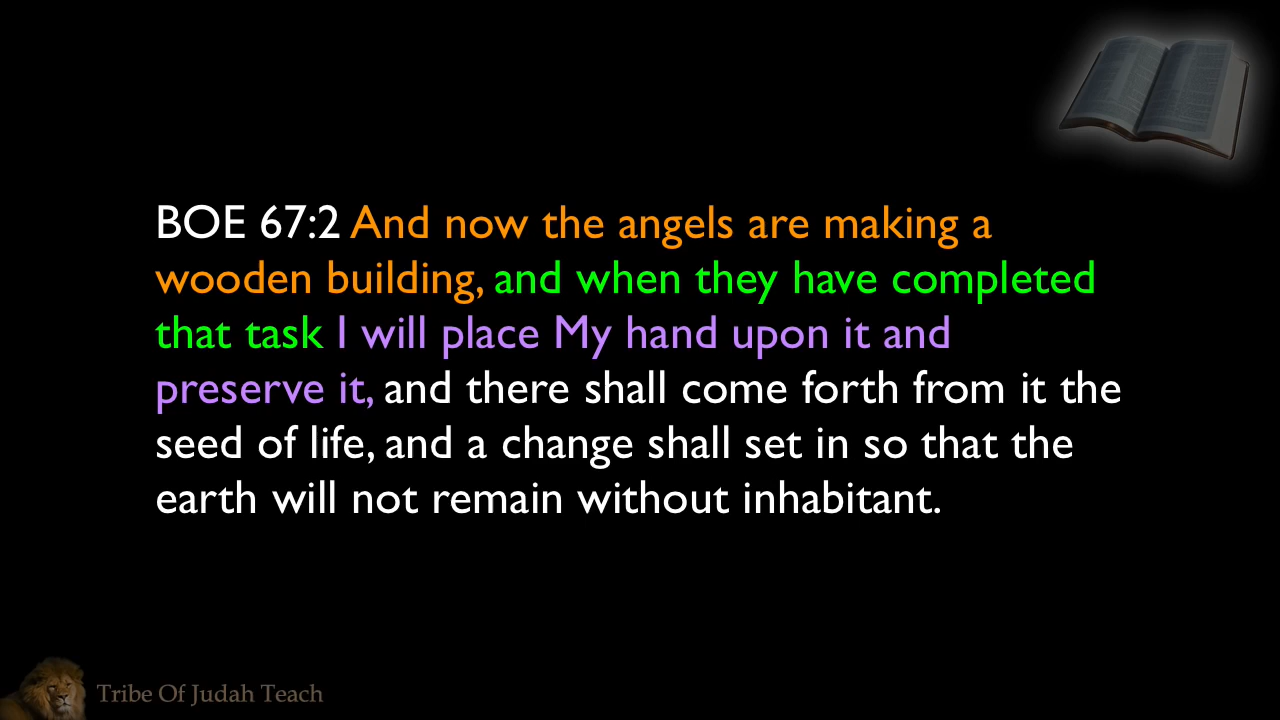 BOE 67:2 And now the angels are making a
wooden building, and when they have completed
that task I will place My hand upon it and
preserve it, and there shall come forth from it the
seed of life, and a change shall set in so that the
earth will not remain without inhabitant.
Tribe Of Judah Teach